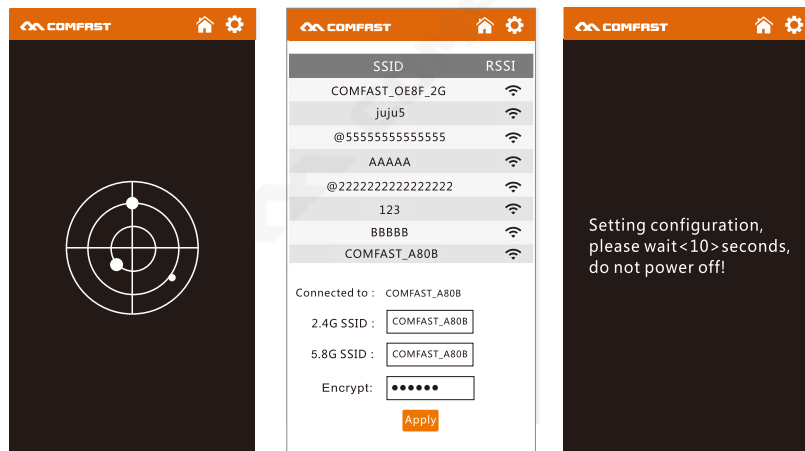 COMFAST
COMFAST
SSID RSSI
COMFAST_OE8F_2G
juju5
@55555555555555
AAAAA
@2222222222222222
123
BBBBB
COMFAST_A80B
Connected to : COMFAST_A80B
2.4G SSID : COMFAST_A80B
5.8G SSID : COMFAST_A80B
Encrypt: ●●●●●●
Apply
COMFAST
Setting configuration,
please wait<10>seconds,
do not power off!